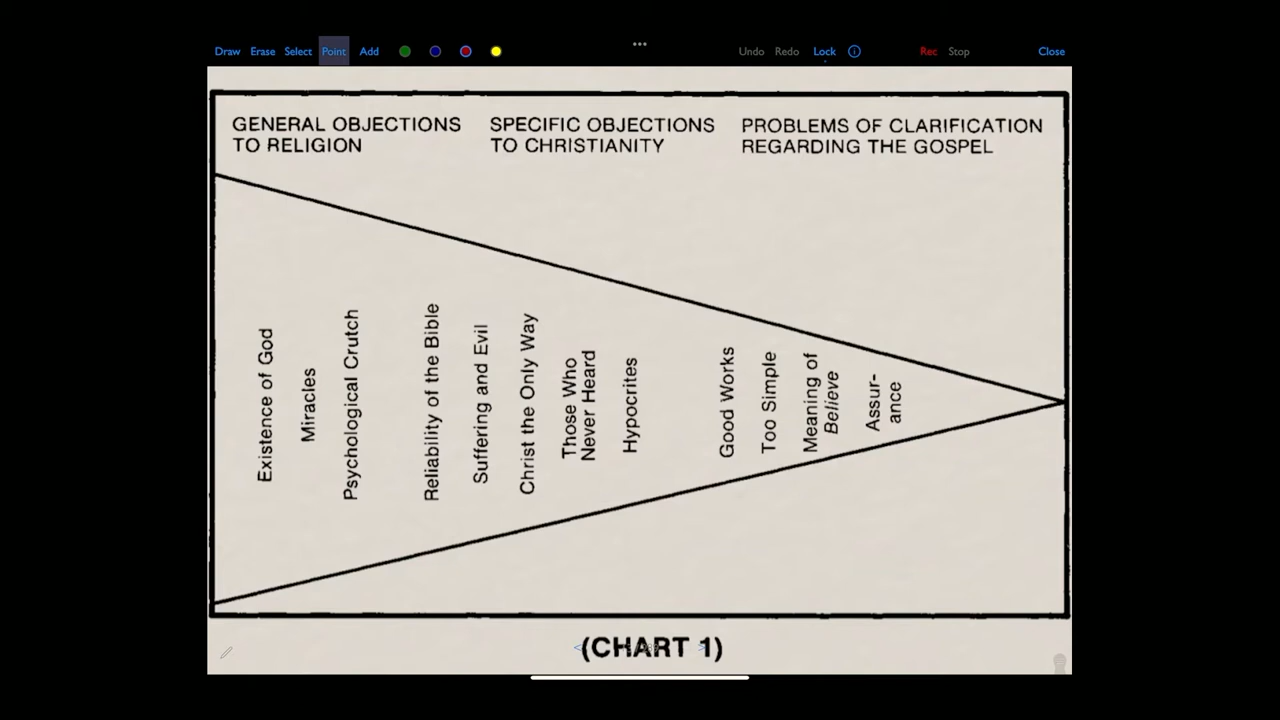 Draw Erase Select Point Add
Undo Redo Lock Rec Stop Close
GENERAL OBJECTIONS
TO RELIGION
SPECIFIC OBJECTIONS
TO CHRISTIANITY
PROBLEMS OF CLARIFICATION
REGARDING THE GOSPEL
Existence of God
Miracles
Psychological Crutch
Reliability of the Bible
Suffering and Evil
Christ the Only Way
Those Who
Never Heard
Hypocrites
Good Works
Too Simple
Meaning of
Believe
Assur-
ance
(CHART 1)